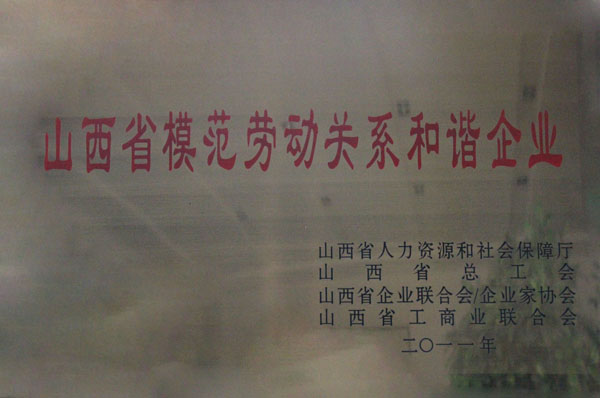 山西省模范劳动关系和谐企业
山西省人力资源和社会保障厅
山西省总工会
山西省企业联合会/企业家协会
山西省工商业联合会
二〇一一年